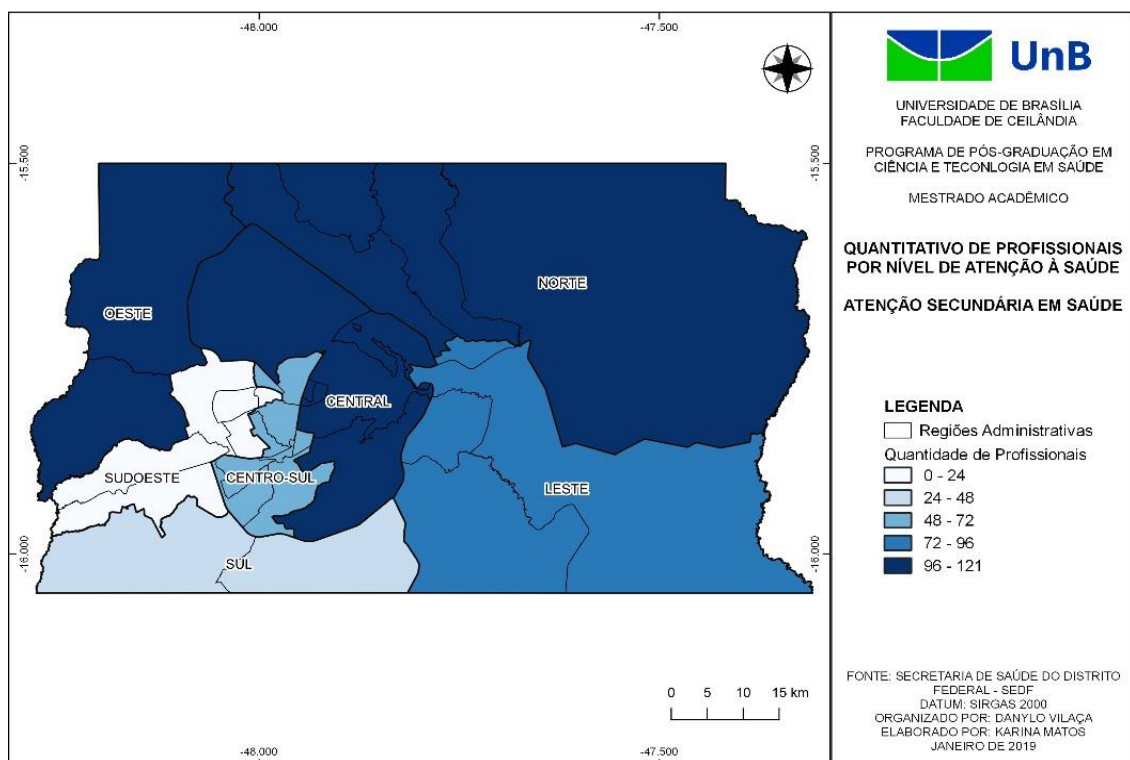 -48.000
-47.500
-15.500
-15.500
NORTE
OESTE
CENTRAL
SUDOESTE
CENTRO-SUL
LESTE
SUL
-16.000
-16.000
0 5 10 15 km
-48.000
-47.500
UnB
UNIVERSIDADE DE BRASÍLIA
FACULDADE DE CEILÂNDIA
PROGRAMA DE PÓS-GRADUAÇÃO EM
CIÊNCIA E TECONLOGIA EM SAÚDE
MESTRADO ACADÊMICO
QUANTITATIVO DE PROFISSIONAIS
POR NÍVEL DE ATENÇÃO À SAÚDE
ATENÇÃO SECUNDÁRIA EM SAÚDE
LEGENDA
Regiões Administrativas
Quantidade de Profissionais
0 - 24
24 - 48
48 - 72
72 - 96
96 - 121
FONTE: SECRETARIA DE SAÚDE DO DISTRITO
FEDERAL - SEDF
DATUM: SIRGAS 2000
ORGANIZADO POR: DANYLO VILAÇA
ELABORADO POR: KARINA MATOS
JANEIRO DE 2019